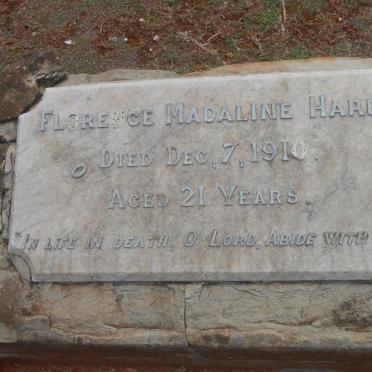 Florence Madaline Har
Died Dec, 7, 1910.
Aged 21 Years.
"In life in death, O' Lord, Abide with